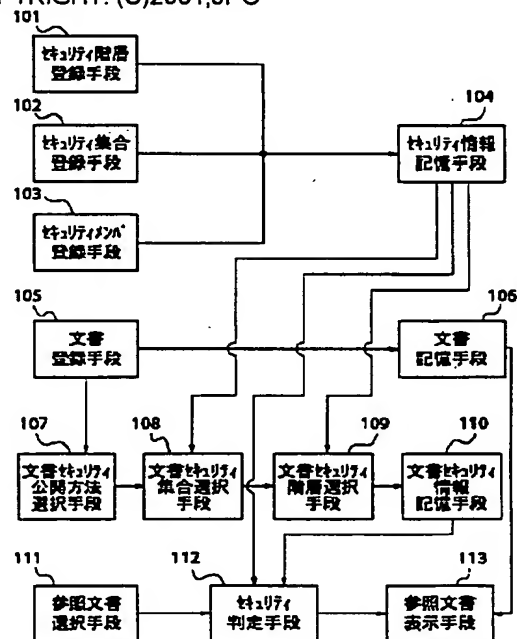 PYRIGHT: (C)2001,JPO
101
ｾｷｭﾘﾃｨ階層
登録手段
102
ｾｷｭﾘﾃｨ集合
登録手段
104
ｾｷｭﾘﾃｨ情報
記憶手段
103
ｾｷｭﾘﾃｨﾒﾝﾊﾞ
登録手段
105
文書
登録手段
106
文書
記憶手段
107
文書ｾｷｭﾘﾃｨ
公開方法
選択手段
108
文書ｾｷｭﾘﾃｨ
集合選択
手段
109
文書ｾｷｭﾘﾃｨ
階層選択
手段
110
文書ｾｷｭﾘﾃｨ
情報
記憶手段
111
参照文書
選択手段
112
ｾｷｭﾘﾃｨ
判定手段
113
参照文書
表示手段